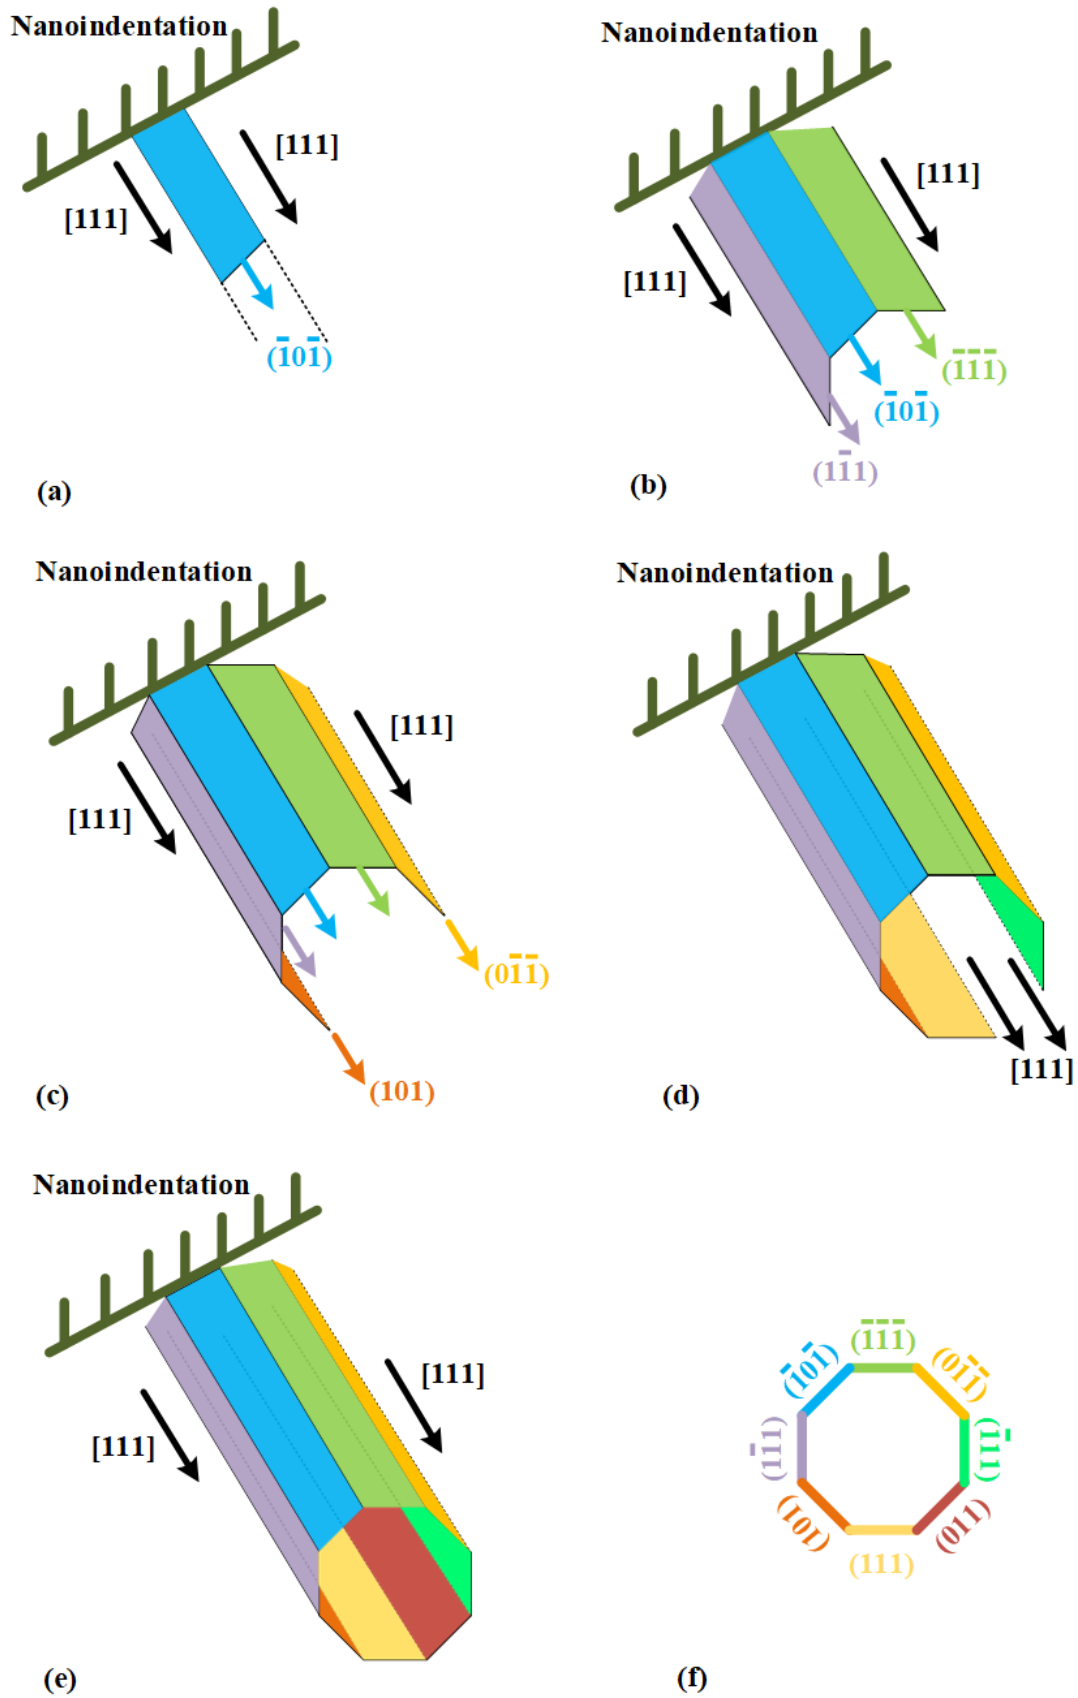 Nanoindentation
[111]
[111]
(1̄01̄)
(a)
Nanoindentation
[111]
[111]
(1̄1̄1̄)
(1̄01̄)
(11̄1)
(b)
Nanoindentation
[111]
[111]
(01̄1̄)
(101)
(c)
Nanoindentation
[111]
(d)
Nanoindentation
[111]
[111]
(e)
(1̄1̄1̄)
(1̄01̄)
(01̄1̄)
(11̄1)
(1̄11)
(101)
(011)
(111)
(f)